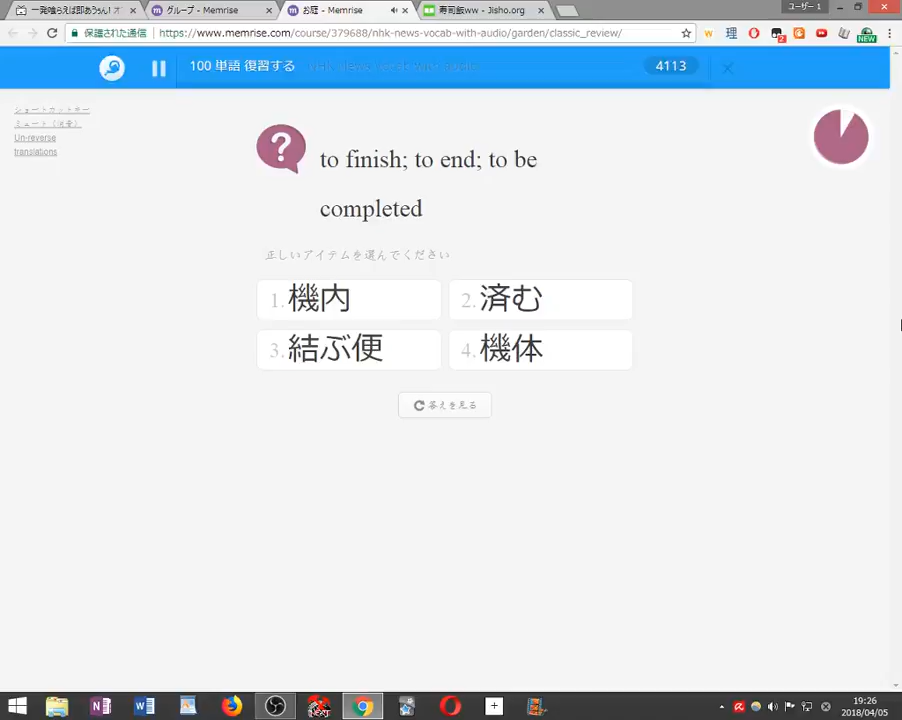 一発喰らえば即あうぅん! オ
グループ - Memrise
お庭 - Memrise
寿司飯ww - Jisho.org
ユーザー 1
保護された通信
https://www.memrise.com/course/379688/nhk-news-vocab-with-audio/garden/classic_review/
100 単語 復習する
NHK News vocab with audio
4113
ショートカットキー
Un-reverse
translations
to finish; to end; to be
completed
正しいアイテムを選んでください
1. 機内
2. 済む
3. 結ぶ便
4. 機体
答えを見る
19:26
2018/04/05